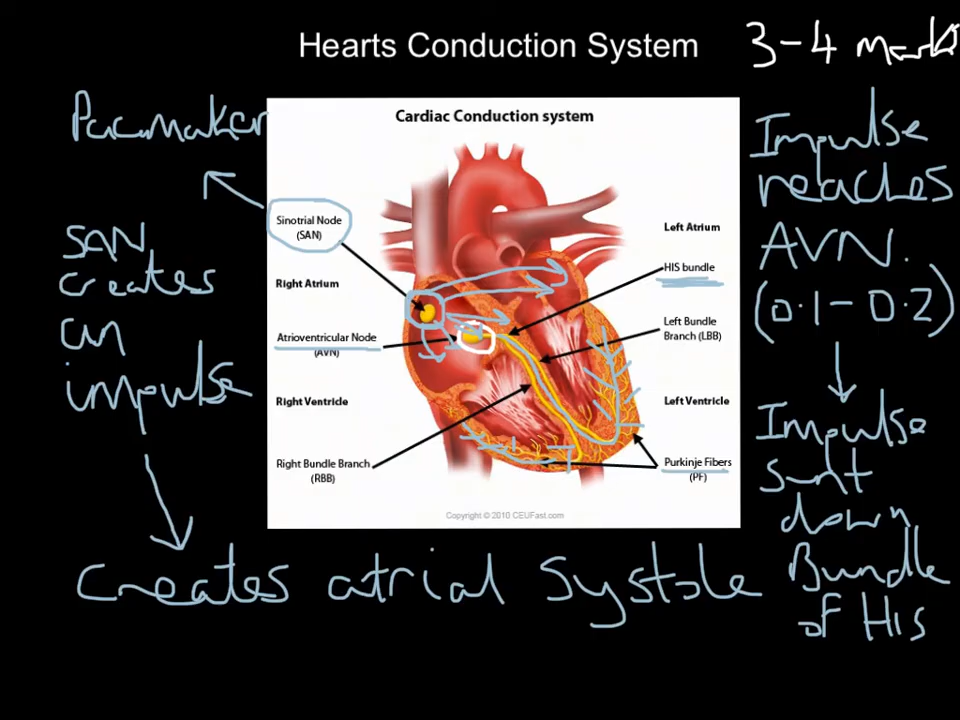 Hearts Conduction System
3-4 marks
Pacemaker
SAN
creates
an
impulse
creates atrial systole
Cardiac Conduction system
Sinotrial Node
(SAN)
Right Atrium
Atrioventricular Node
(AVN)
Right Ventricle
Right Bundle Branch
(RBB)
Left Atrium
HIS bundle
Left Bundle
Branch (LBB)
Left Ventricle
Purkinje Fibers
(PF)
Copyright © 2010 CEUFast.com
Impulse
reaches
AVN.
(0.1-0.2)
Impulse
sent
down
Bundle
of His